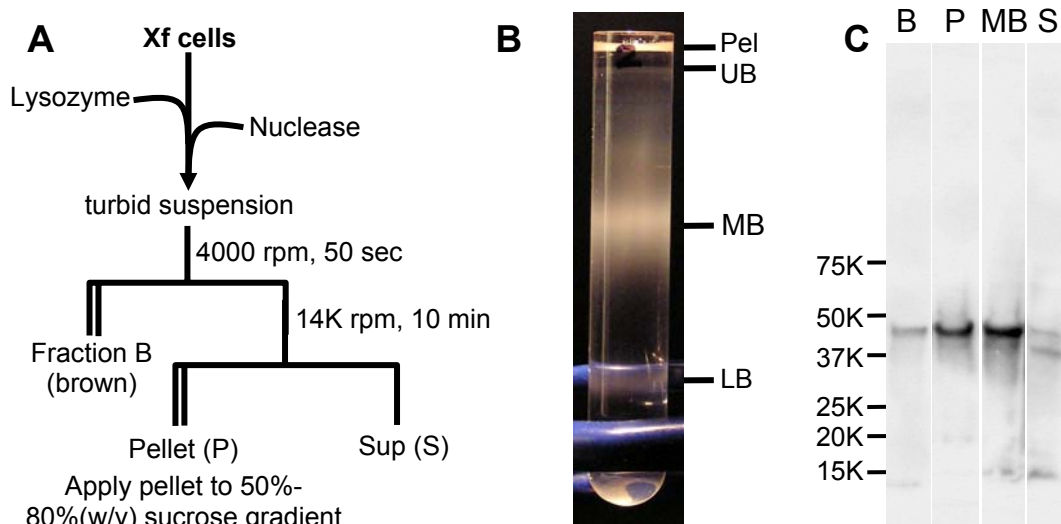 A
Xf cells
Lysozyme
Nuclease
turbid suspension
4000 rpm, 50 sec
14K rpm, 10 min
Fraction B
(brown)
Pellet (P)
Sup (S)
Apply pellet to 50%-
80%(w/v) sucrose gradient
B
Pel
UB
MB
LB
C
B P MB S
75K
50K
37K
25K
20K
15K